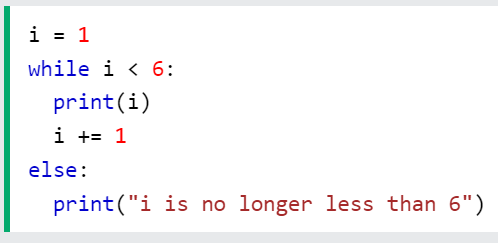 i = 1
while i < 6:
  print(i)
  i += 1
else:
  print("i is no longer less than 6")